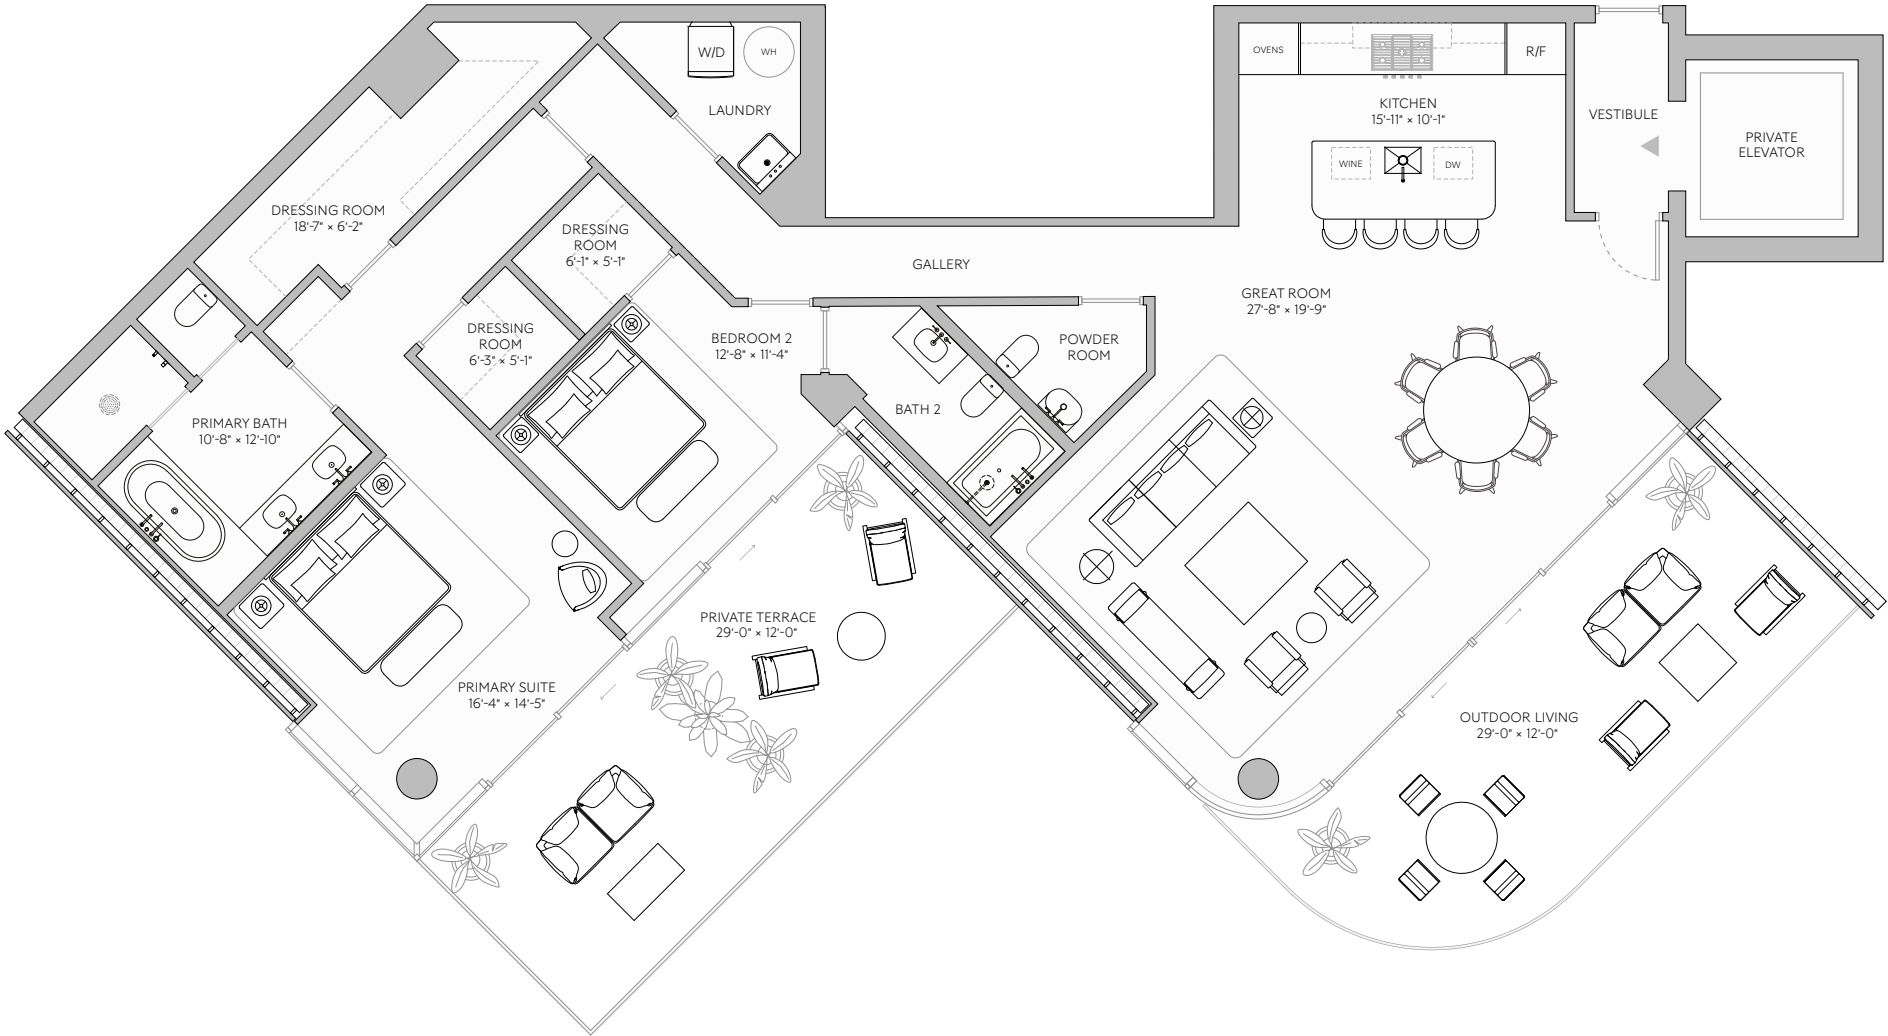 W/D
WH
LAUNDRY
OVENS
R/F
KITCHEN
15'-11" × 10'-1"
WINE
DW
VESTIBULE
PRIVATE
ELEVATOR
DRESSING ROOM
18'-7" × 6'-2"
DRESSING
ROOM
6'-1" × 5'-1"
GALLERY
GREAT ROOM
27'-8" × 19'-9"
DRESSING
ROOM
6'-3" × 5'-1"
BEDROOM 2
12'-8" × 11'-4"
POWDER
ROOM
PRIMARY BATH
10'-8" × 12'-10"
BATH 2
PRIVATE TERRACE
29'-0" × 12'-0"
PRIMARY SUITE
16'-4" × 14'-5"
OUTDOOR LIVING
29'-0" × 12'-0"